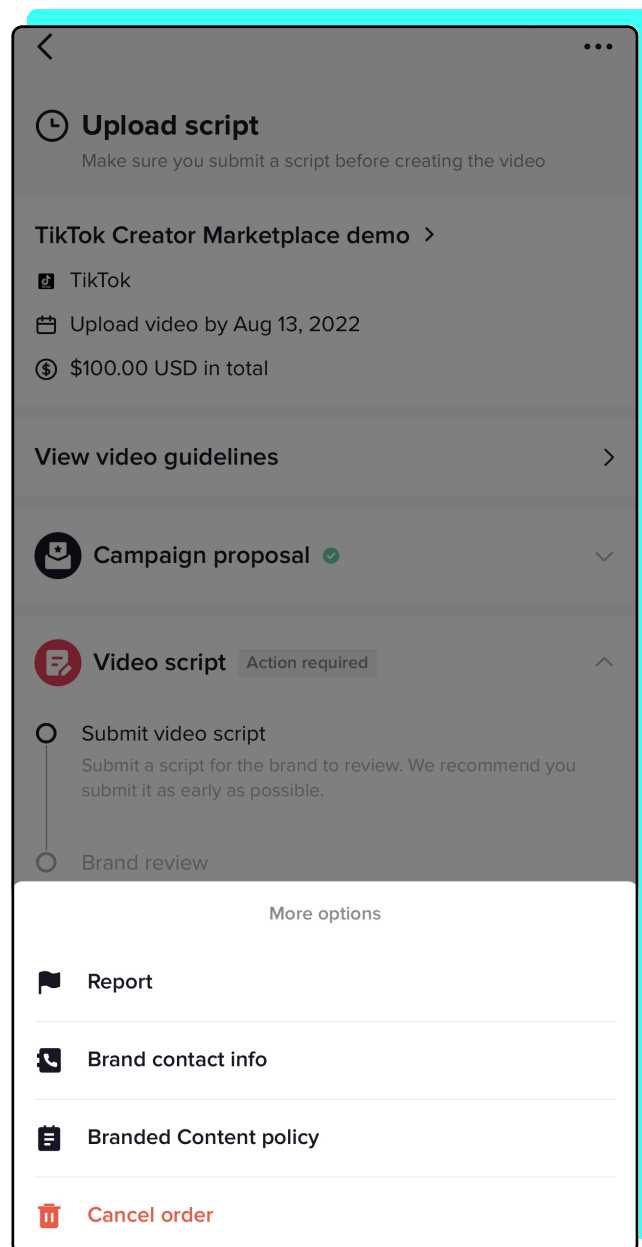 Upload script
Make sure you submit a script before creating the video
TikTok Creator Marketplace demo
TikTok
Upload video by Aug 13, 2022
$100.00 USD in total
View video guidelines
Campaign proposal
Video script Action required
Submit video script
Submit a script for the brand to review. We recommend you
submit it as early as possible.
Brand review
More options
Report
Brand contact info
Branded Content policy
Cancel order